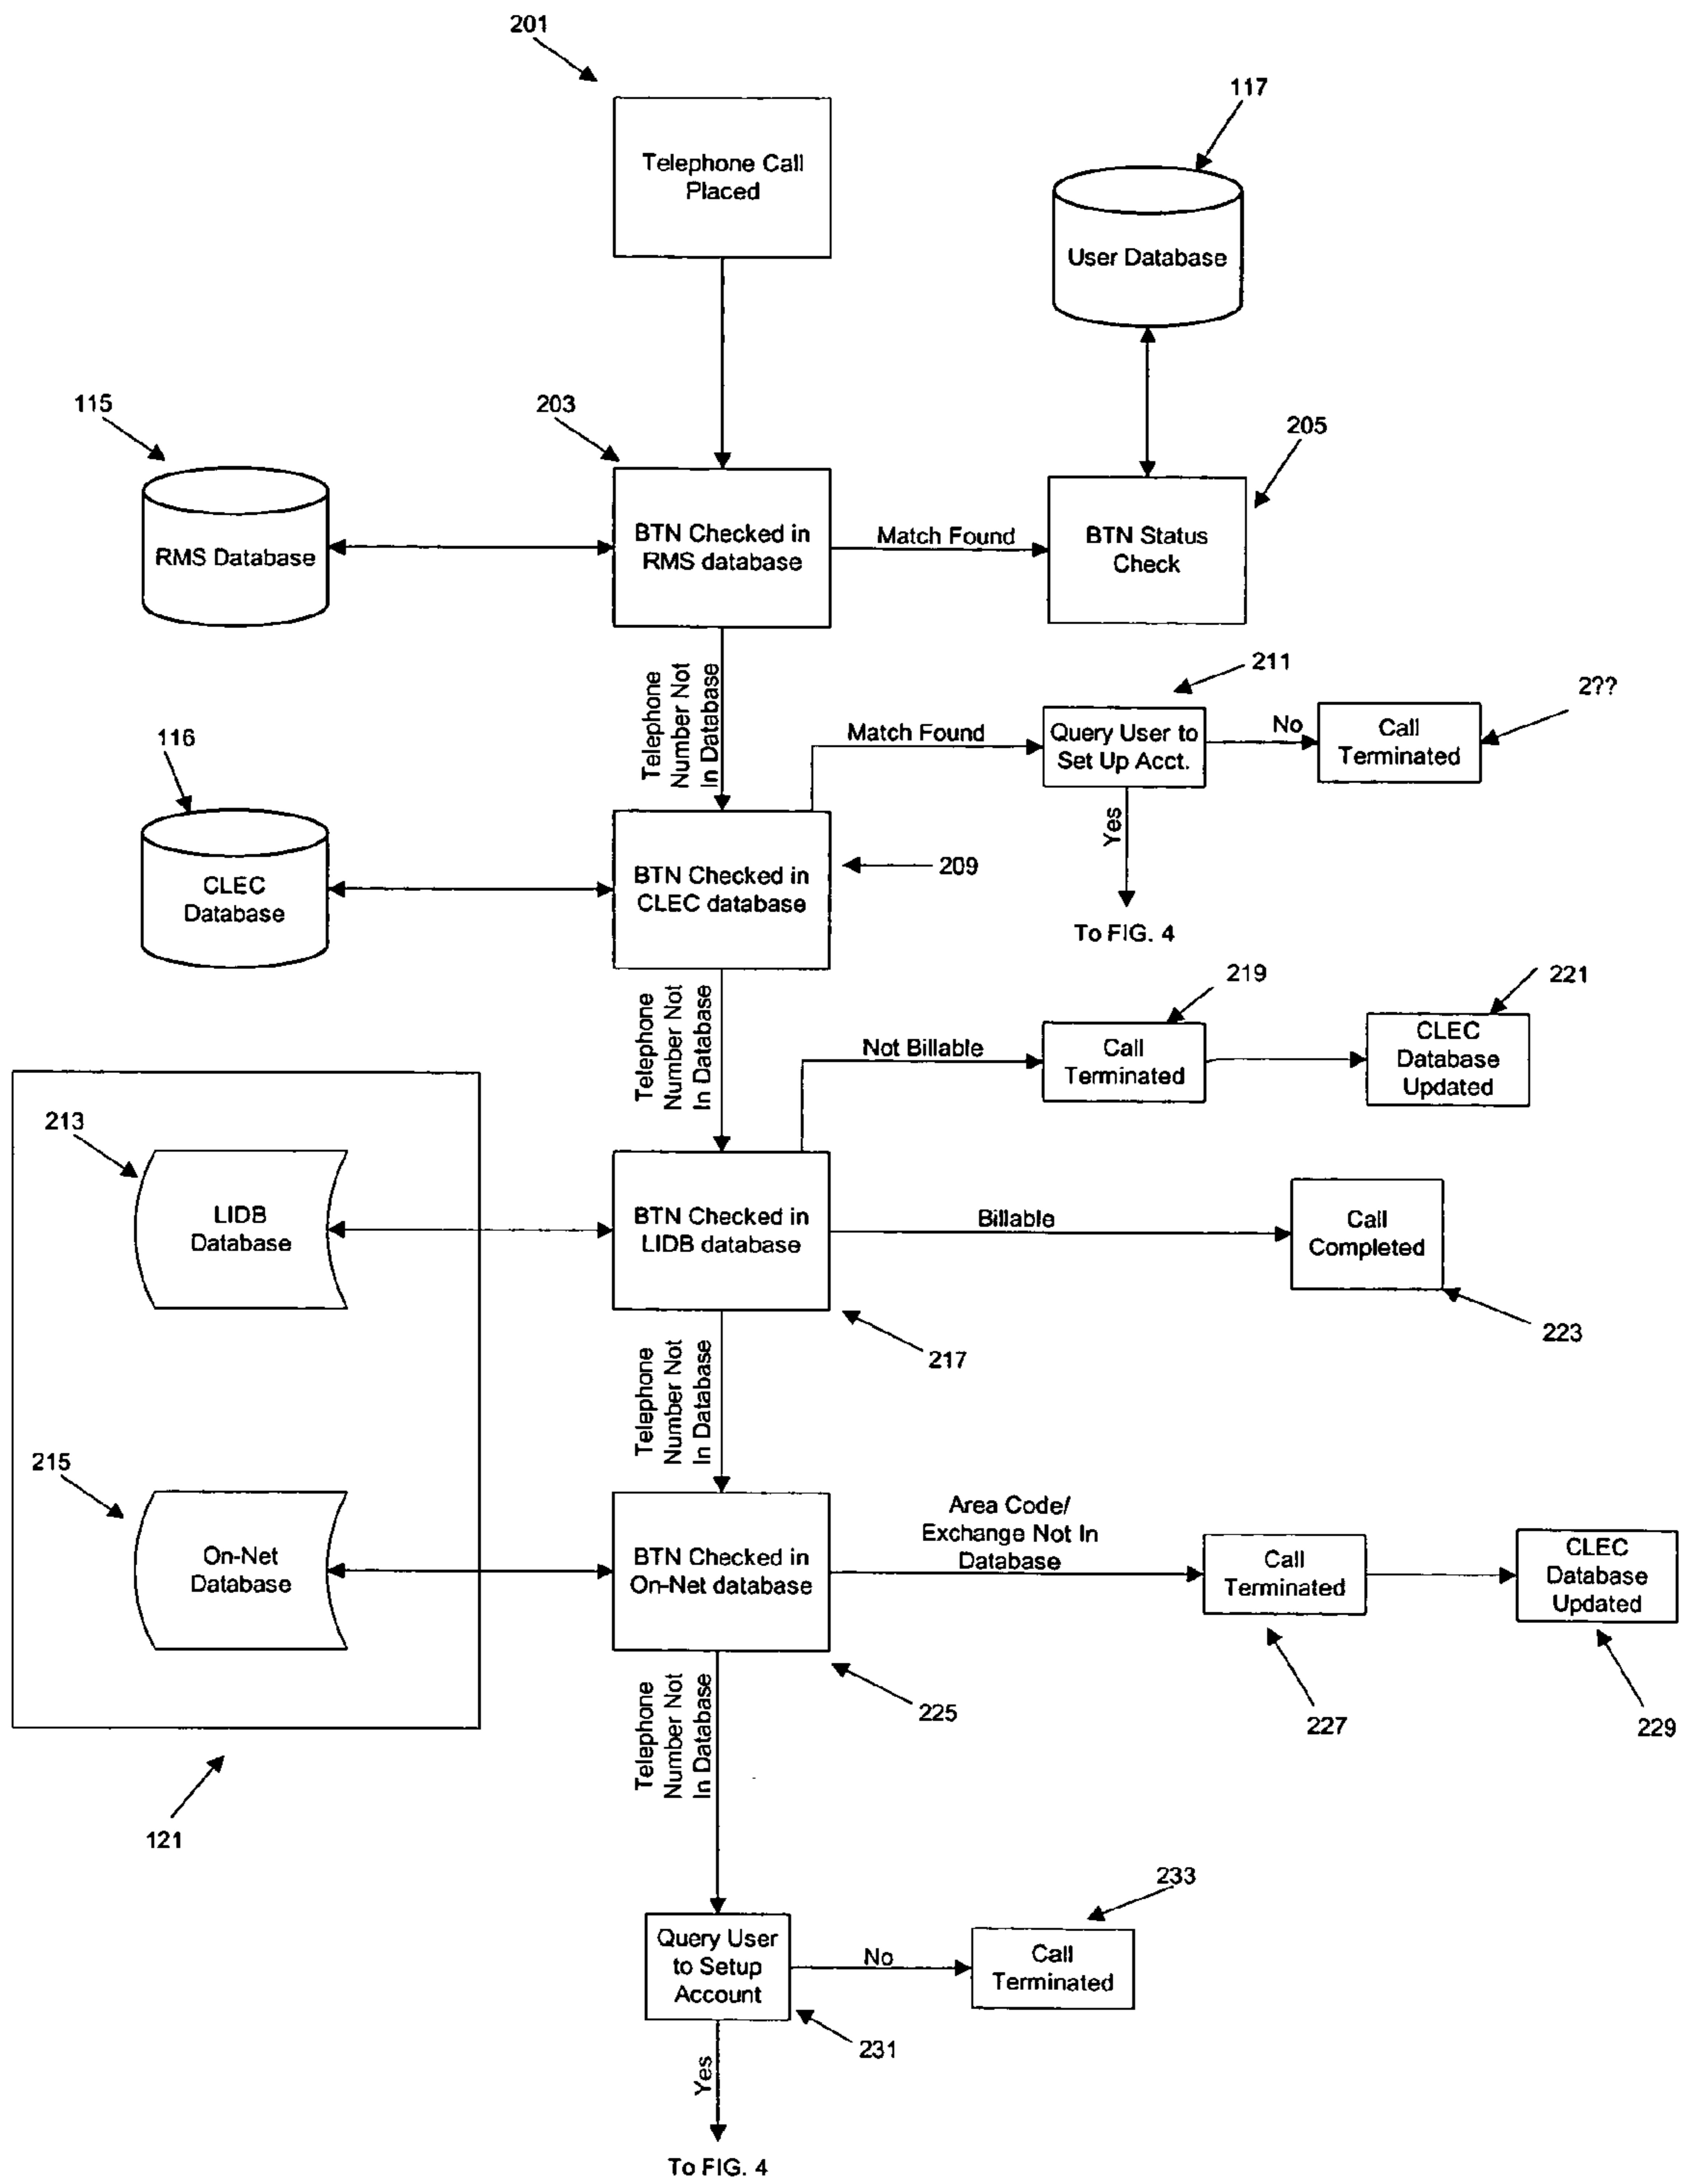 201
117
Telephone Call
Placed
User Database
115
203
205
RMS Database
BTN Checked in
RMS database
Match Found
BTN Status
Check
Telephone
Number Not
In Database
211
2??
116
Match Found
Query User to
Set Up Acct.
No
Call
Terminated
Yes
CLEC
Database
BTN Checked in
CLEC database
209
To FIG. 4
Telephone
Number Not
In Database
219
221
Not Billable
Call
Terminated
CLEC
Database
Updated
213
LIDB
Database
BTN Checked in
LIDB database
Billable
Call
Completed
223
217
Telephone
Number Not
In Database
215
On-Net
Database
BTN Checked in
On-Net database
Area Code/
Exchange Not In
Database
Call
Terminated
CLEC
Database
Updated
225
227
229
Telephone
Number Not
In Database
121
233
Query User
to Setup
Account
No
Call
Terminated
231
Yes
To FIG. 4